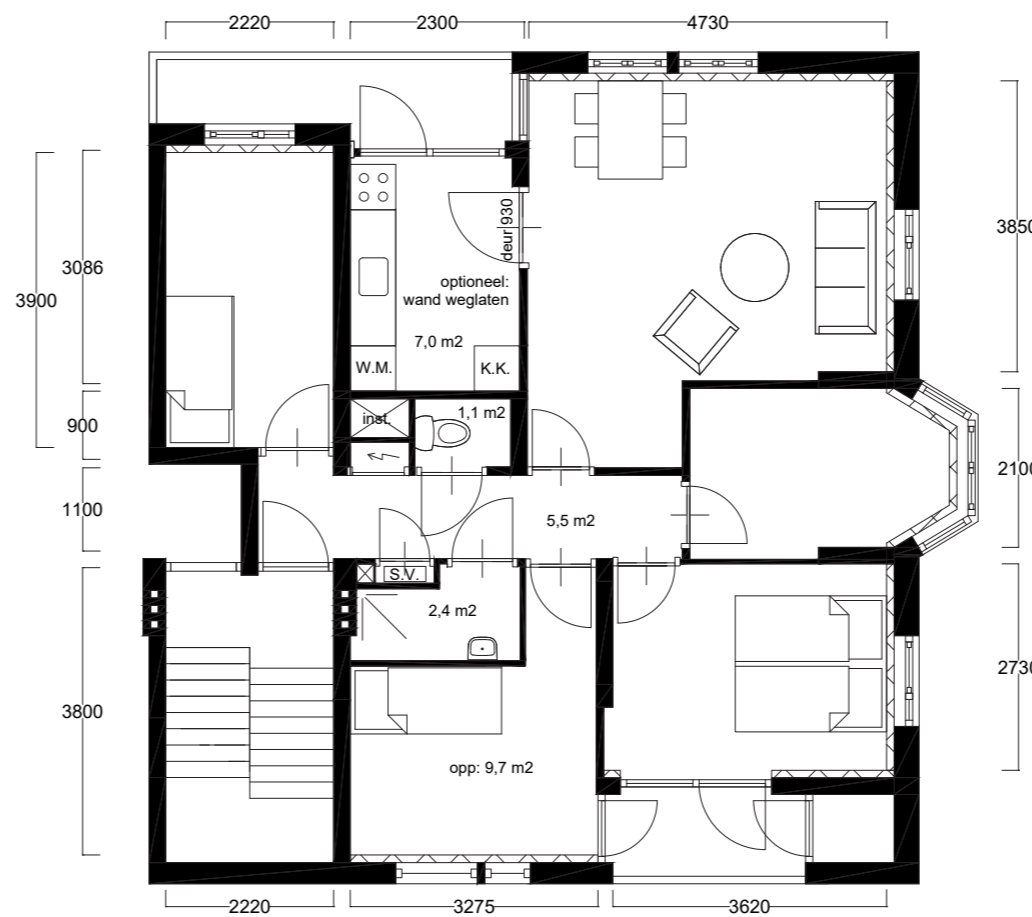 2220
2300
4730
3900
3086
3850
deur 930
optioneel:
wand weglaten
7,0 m2
W.M.
K.K.
900
inst.
1,1 m2
1100
5,5 m2
2100
S.V.
2,4 m2
3800
2730
opp: 9,7 m2
2220
3275
3620